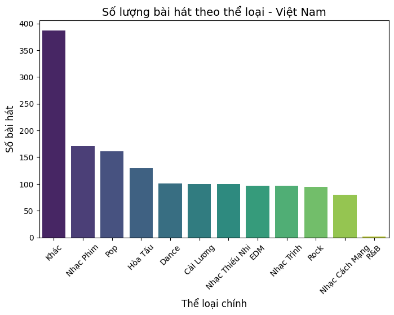 Số lượng bài hát theo thể loại - Việt Nam
Số bài hát
400
350
300
250
200
150
100
50
0
Khác
Nhạc Phim
Pop
Hòa Tấu
Dance
Cải Lương
Nhạc Thiếu Nhi
EDM
Nhạc Trịnh
Rock
Nhạc Cách Mạng
R&B
Thể loại chính